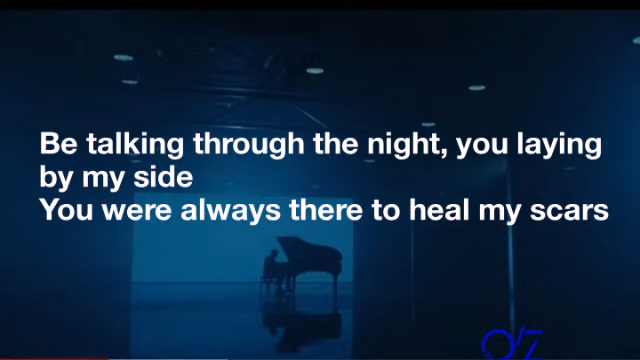 Be talking through the night, you laying
by my side
You were always there to heal my scars